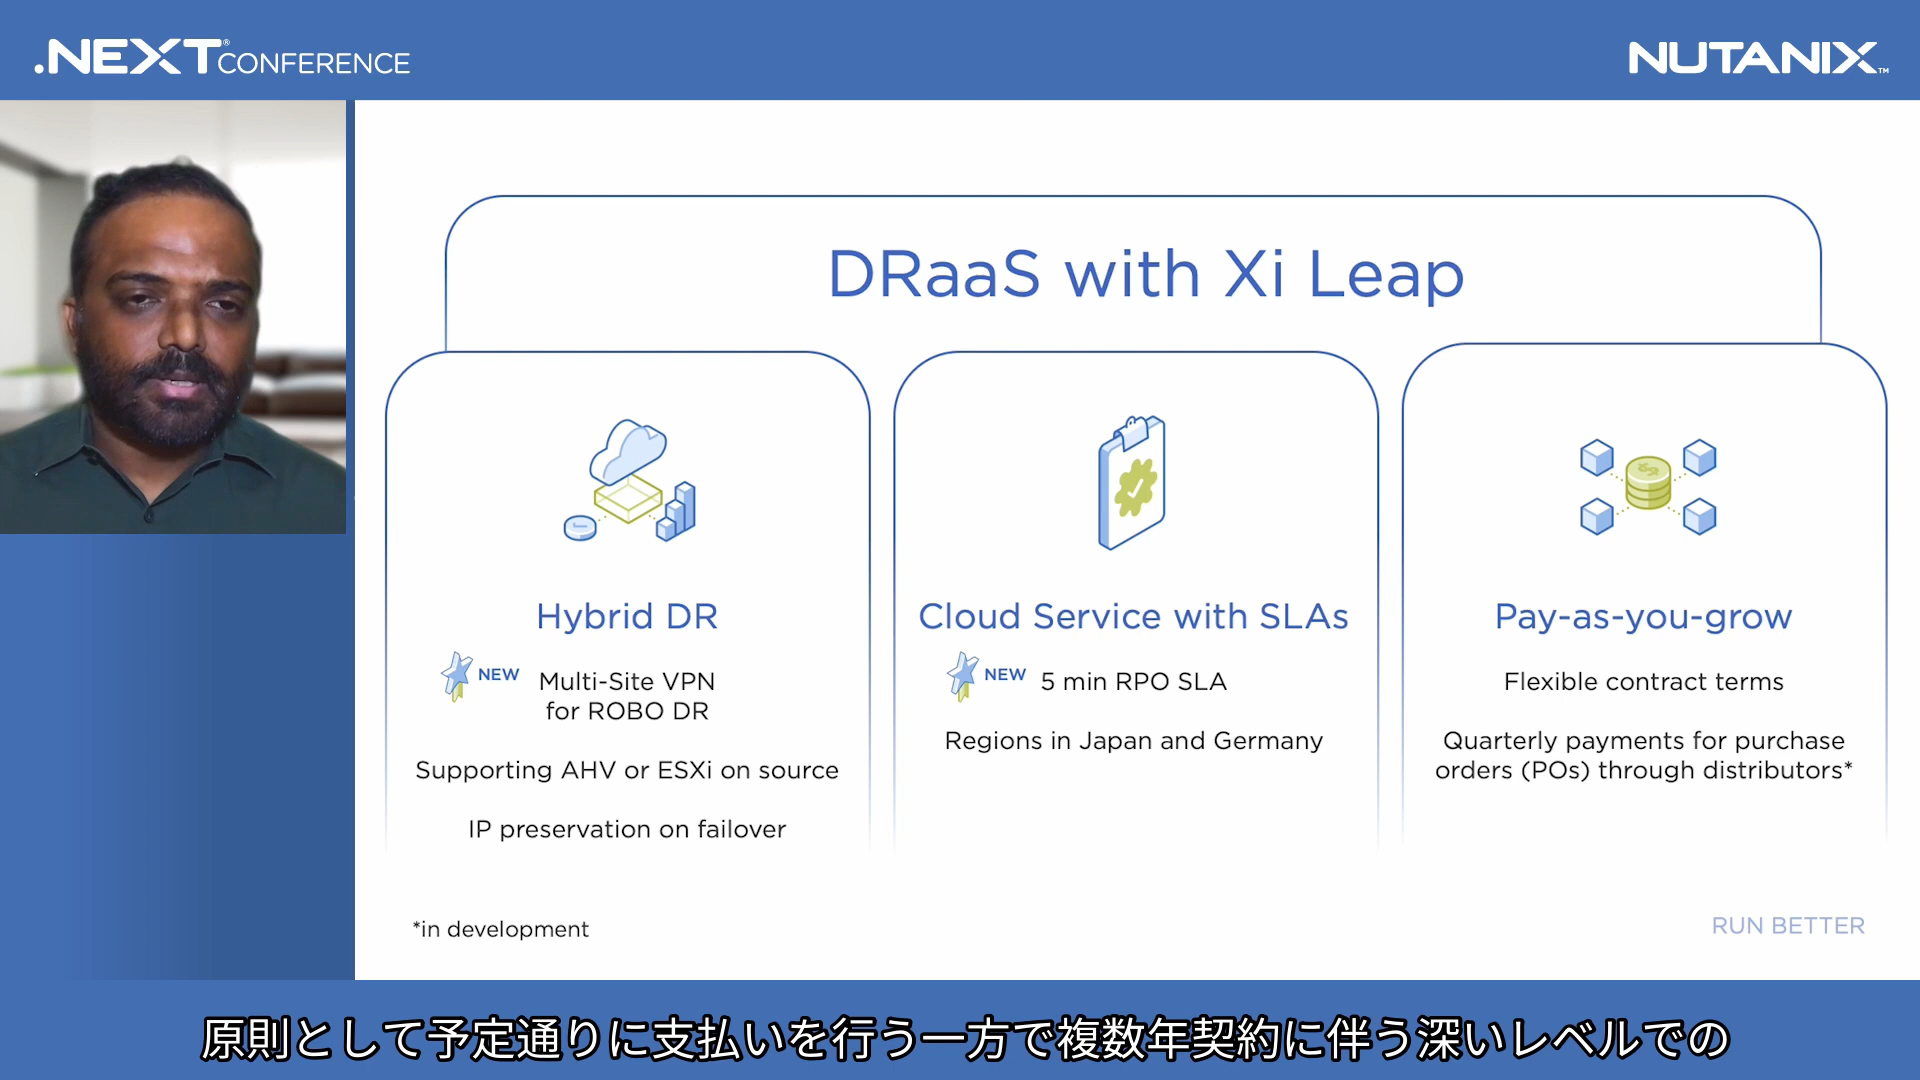 .NEXT® CONFERENCE
NUTANIX™
DRaaS with Xi Leap
Hybrid DR
NEW
Multi-Site VPN
for ROBO DR
Supporting AHV or ESXi on source
IP preservation on failover
Cloud Service with SLAs
NEW
5 min RPO SLA
Regions in Japan and Germany
Pay-as-you-grow
Flexible contract terms
Quarterly payments for purchase
orders (POs) through distributors*
*in development
RUN BETTER
原則として予定通りに支払いを行う一方で複数年契約に伴う深いレベルでの